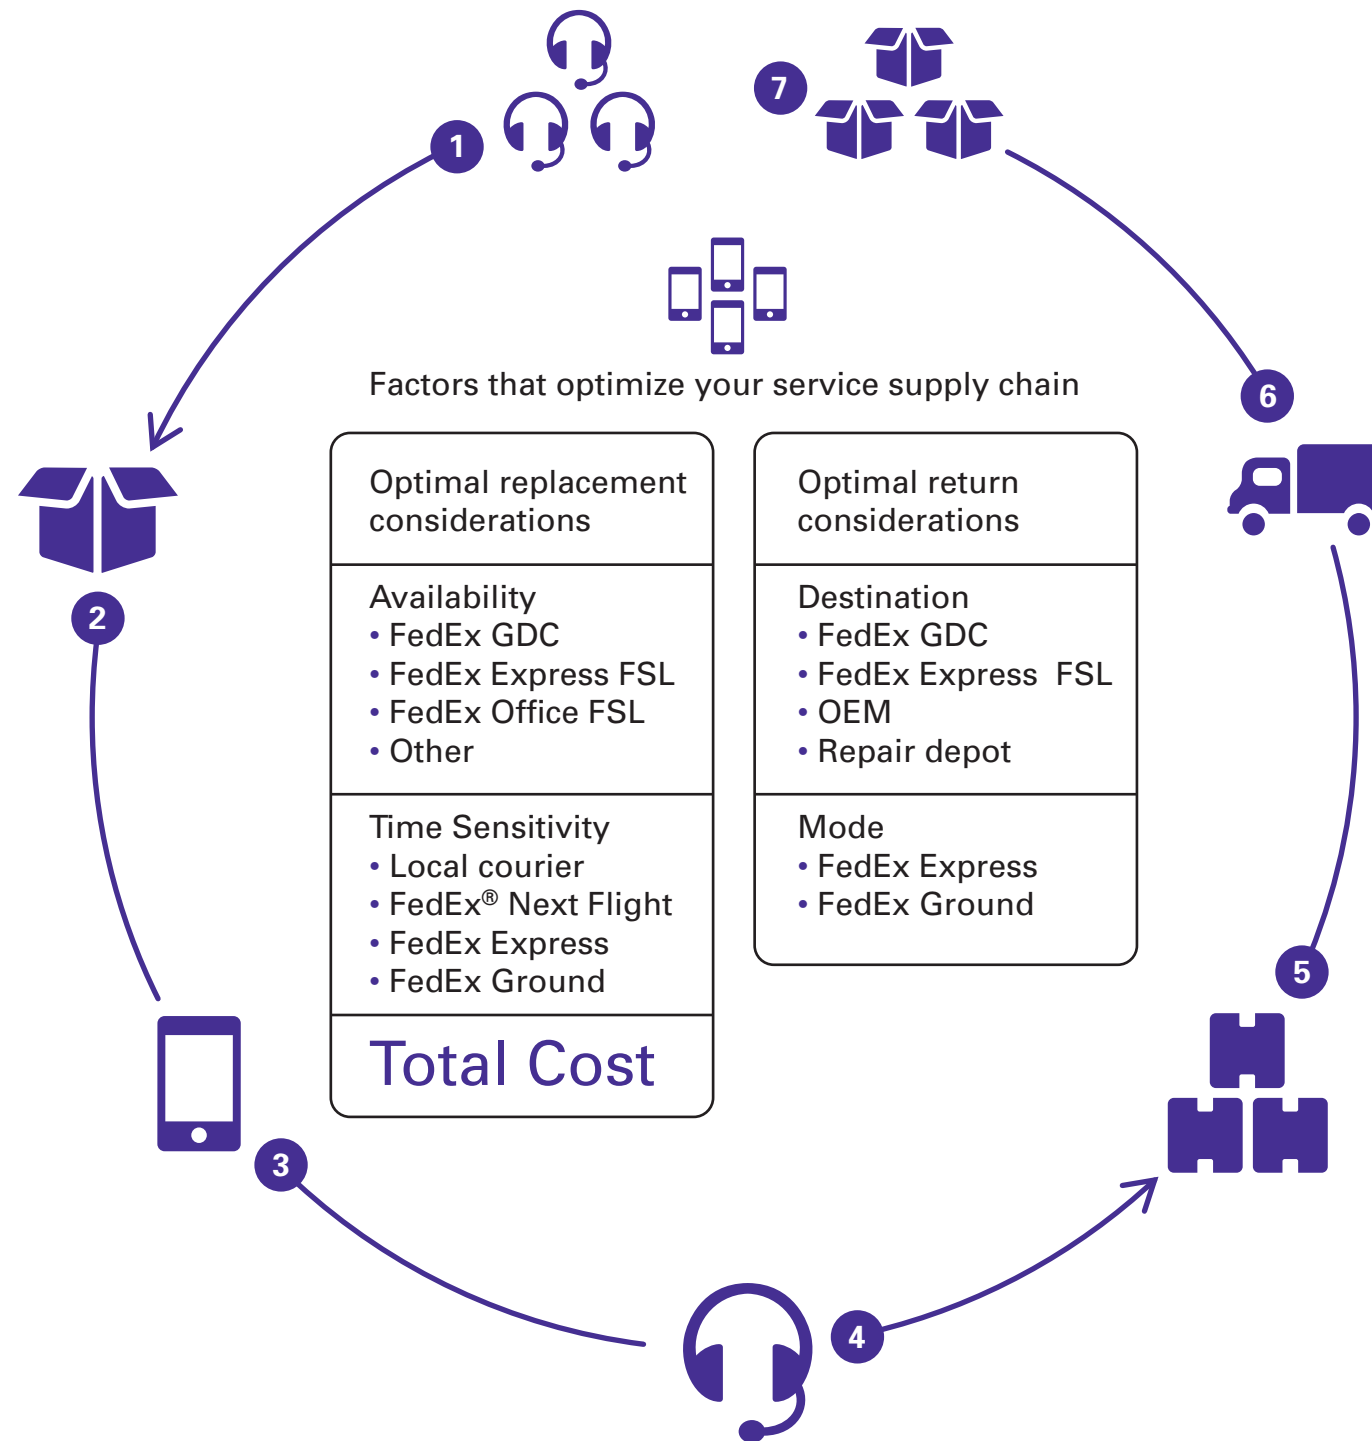 1
7
Factors that optimize your service supply chain
6
Optimal replacement
considerations
Availability
• FedEx GDC
• FedEx Express FSL
• FedEx Office FSL
• Other
Time Sensitivity
• Local courier
• FedEx® Next Flight
• FedEx Express
• FedEx Ground
Total Cost
Optimal return
considerations
Destination
• FedEx GDC
• FedEx Express  FSL
• OEM
• Repair depot
Mode
• FedEx Express
• FedEx Ground
2
5
3
4